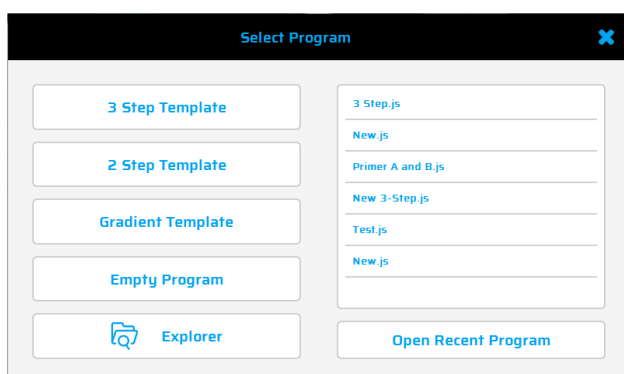 Select Program
3 Step Template
2 Step Template
Gradient Template
Empty Program
Explorer
3 Step.js
New.js
Primer A and B.js
New 3-Step.js
Test.js
New.js
Open Recent Program